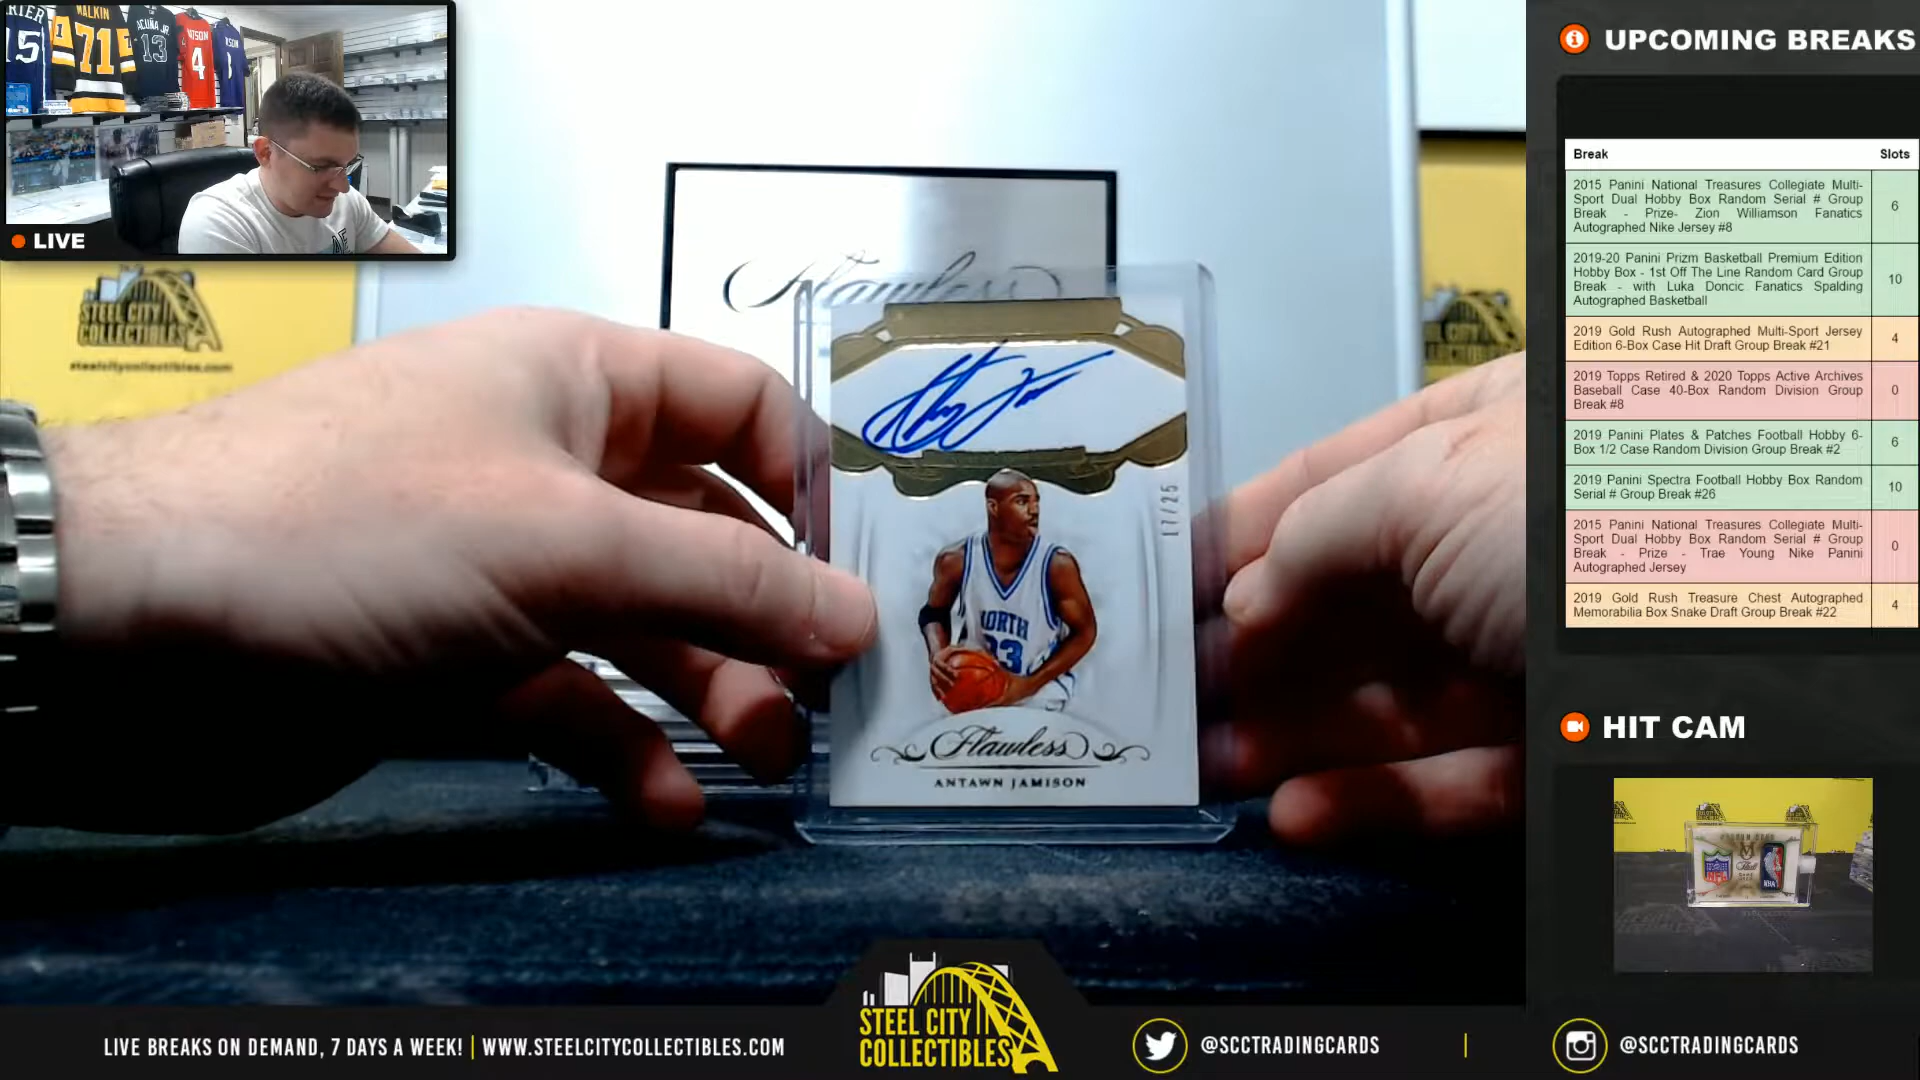 MALKIN
71
ACUÑA JR
13
4
LIVE
STEEL CITY
COLLECTIBLES
steelcitycollectibles.com
Flawless
17/25
NORTH
33
Flawless
ANTAWN JAMISON
UPCOMING BREAKS
Break Slots
2015 Panini National Treasures Collegiate Multi-
Sport Dual Hobby Box Random Serial # Group
Break - Prize- Zion Williamson Fanatics
Autographed Nike Jersey #8
6
2019-20 Panini Prizm Basketball Premium Edition
Hobby Box - 1st Off The Line Random Card Group
Break - with Luka Doncic Fanatics Spalding
Autographed Basketball
10
2019 Gold Rush Autographed Multi-Sport Jersey
Edition 6-Box Case Hit Draft Group Break #21
4
2019 Topps Retired & 2020 Topps Active Archives
Baseball Case 40-Box Random Division Group
Break #8
0
2019 Panini Plates & Patches Football Hobby 6-
Box 1/2 Case Random Division Group Break #2
6
2019 Panini Spectra Football Hobby Box Random
Serial # Group Break #26
10
2015 Panini National Treasures Collegiate Multi-
Sport Dual Hobby Box Random Serial # Group
Break - Prize - Trae Young Nike Panini
Autographed Jersey
0
2019 Gold Rush Treasure Chest Autographed
Memorabilia Box Snake Draft Group Break #22
4
HIT CAM
NFL
NBA
LIVE BREAKS ON DEMAND, 7 DAYS A WEEK! | WWW.STEELCITYCOLLECTIBLES.COM
STEEL CITY
COLLECTIBLES
@SCCTRADINGCARDS
@SCCTRADINGCARDS